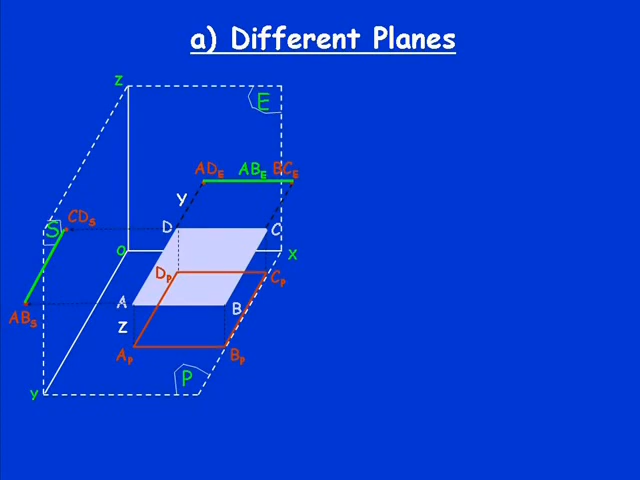 a) Different Planes
Z
E
AD_E AB_E BC_E
Y
S CD_S
D C
O X
D_P C_P
A B
AB_S
Z
A_P B_P
P
Y